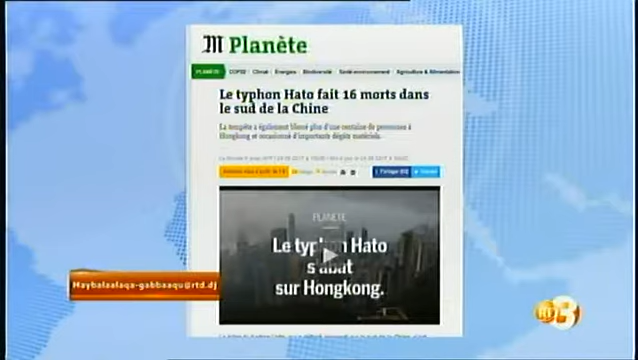 M Planète
PLANÈTE COP22 Climat Énergies Biodiversité Santé environnement Agriculture & Alimentation
Le typhon Hato fait 16 morts dans
le sud de la Chine
La tempête a également blessé plus d'une centaine de personnes à
Hongkong et occasionné d'importants dégâts matériels.
Partager
PLANÈTE
Le typhon Hato
s'abat
sur Hongkong.
Maybalaalaqa-gabbaaqu@rtd.dj
3